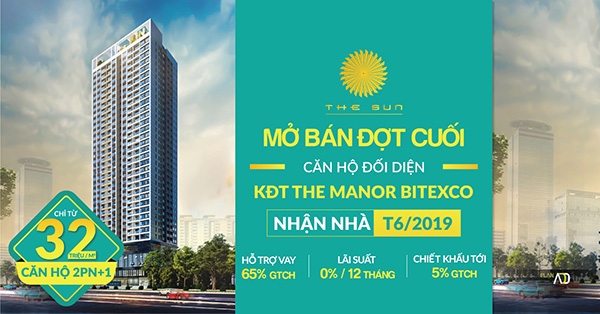 THE SUN
MỞ BÁN ĐỢT CUỐI
CĂN HỘ ĐỐI DIỆN
KĐT THE MANOR BITEXCO
NHẬN NHÀ T6/2019
HỖ TRỢ VAY
65% GTCH
LÃI SUẤT
0% / 12 THÁNG
CHIẾT KHẤU TỚI
5% GTCH
CHỈ TỪ
32
TRIỆU/M²
CĂN HỘ 2PN+1